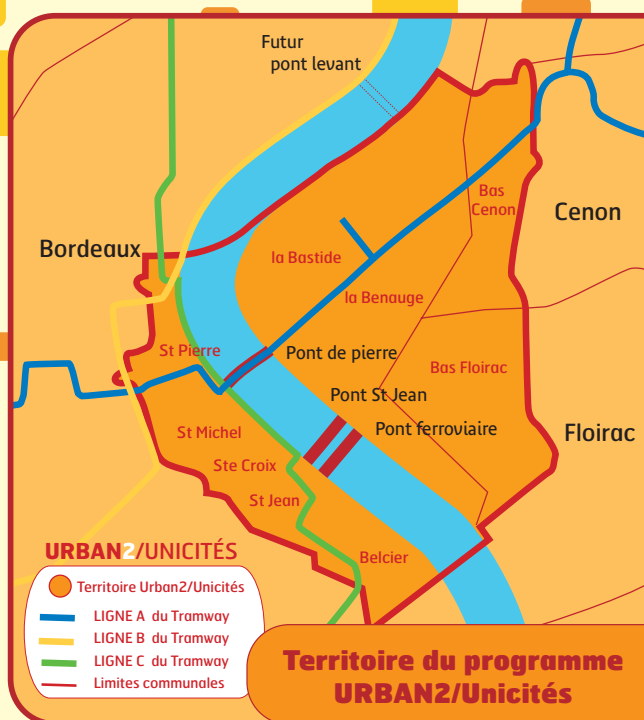 Futur
pont levant
Bas
Cenon
Cenon
Bordeaux
la Bastide
la Benauge
St Pierre
Pont de pierre
Bas Floirac
Pont St Jean
Pont ferroviaire
Floirac
St Michel
Ste Croix
St Jean
Belcier
URBAN2/UNICITÉS
Territoire Urban2/Unicités
LIGNE A du Tramway
LIGNE B du Tramway
LIGNE C du Tramway
Limites communales
Territoire du programme
URBAN2/Unicités